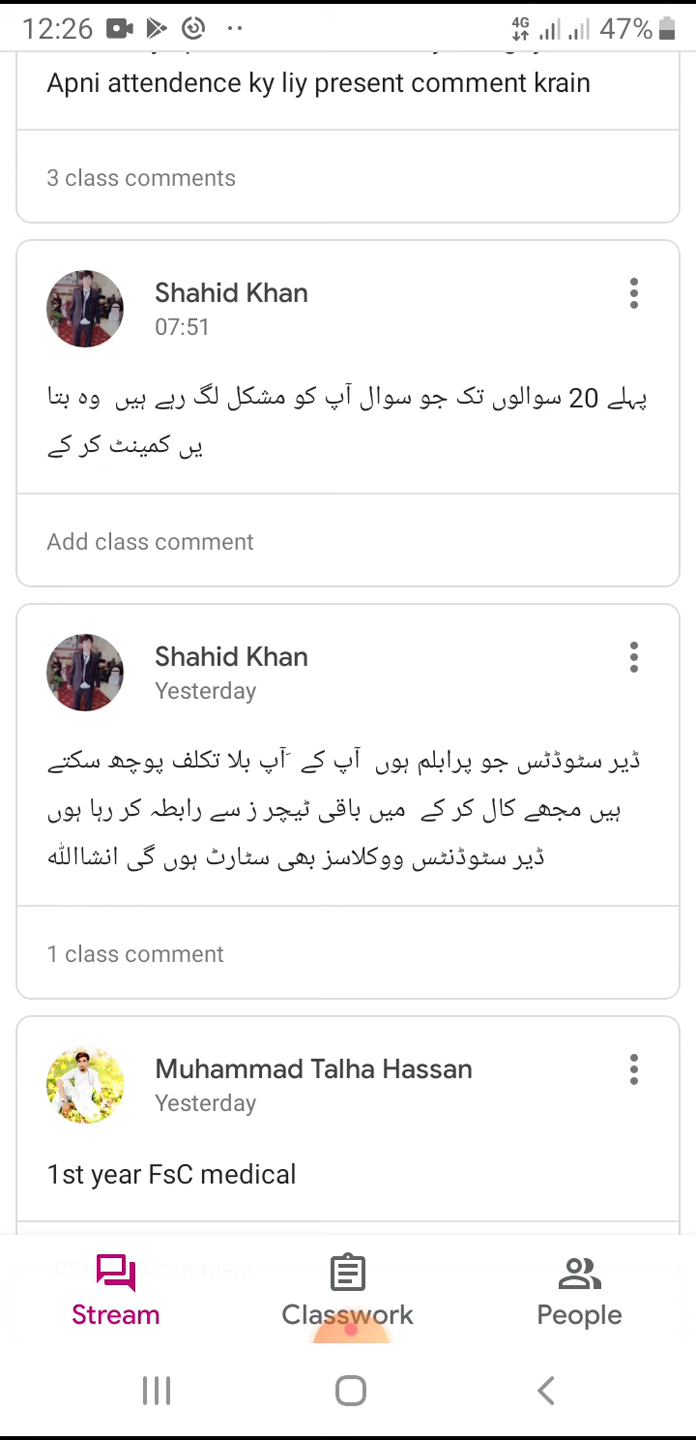 12:26
4G
47%
Apni attendence ky liy present comment krain
3 class comments
Shahid Khan
07:51
پہلے 20 سوالوں تک جو سوال آپ کو مشکل لگ رہے ہیں وہ بتا
یں کمینٹ کر کے
Add class comment
Shahid Khan
Yesterday
ڈیر سٹوڈٹس جو پرابلم ہوں آپ کے َآپ بلا تکلف پوچھ سکتے
ہیں مجھے کال کر کے میں باقی ٹیچر ز سے رابطہ کر رہا ہوں
ڈیر سٹوڈنٹس ووکلاسز بھی سٹارٹ ہوں گی انشااللّٰہ
1 class comment
Muhammad Talha Hassan
Yesterday
1st year FsC medical
Stream
Classwork
People